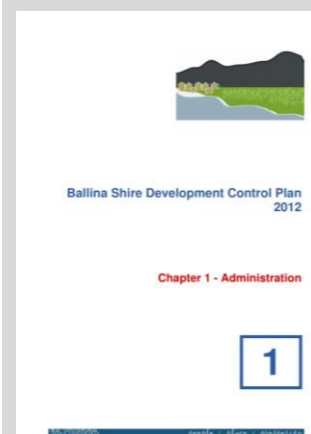 Ballina Shire Development Control Plan
2012
Chapter 1 - Administration
1